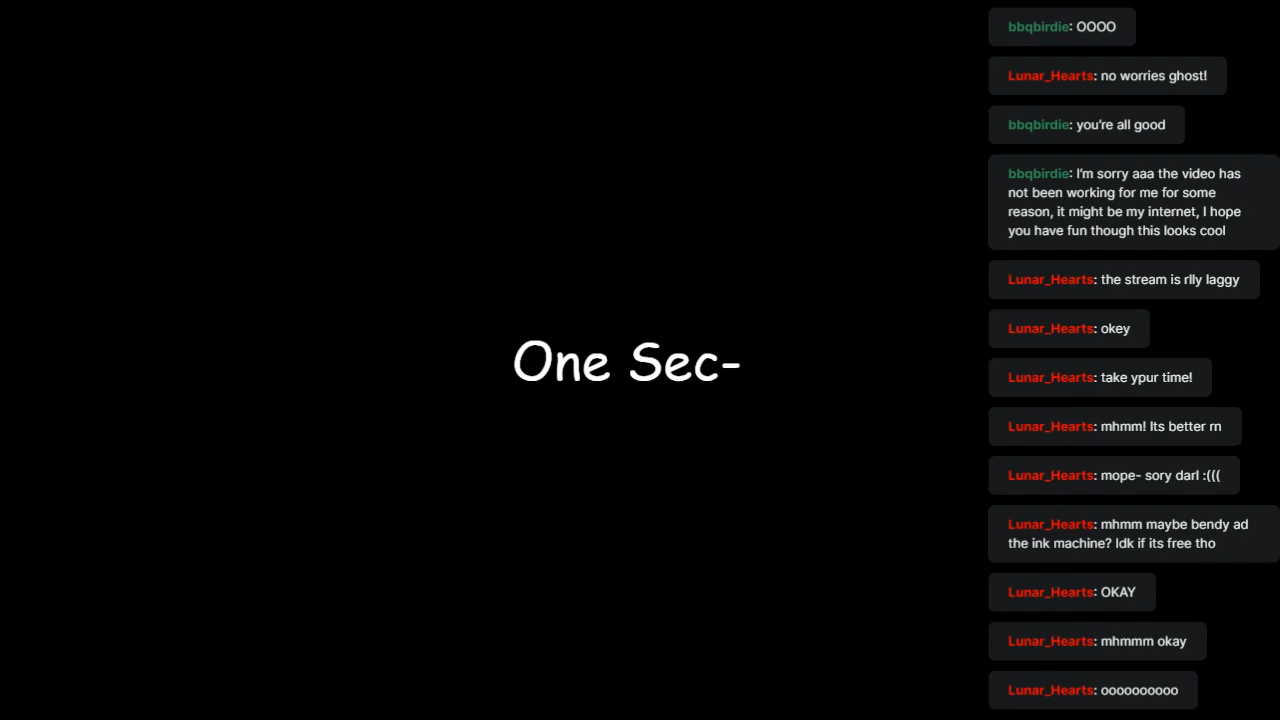 One Sec-
bbqbirdie: OOOO
Lunar_Hearts: no worries ghost!
bbqbirdie: you're all good
bbqbirdie: I'm sorry aaa the video has
not been working for me for some
reason, it might be my internet, I hope
you have fun though this looks cool
Lunar_Hearts: the stream is rlly laggy
Lunar_Hearts: okey
Lunar_Hearts: take ypur time!
Lunar_Hearts: mhmm! Its better rn
Lunar_Hearts: mope- sory darl :(((
Lunar_Hearts: mhmm maybe bendy ad
the ink machine? Idk if its free tho
Lunar_Hearts: OKAY
Lunar_Hearts: mhmmm okay
Lunar_Hearts: oooooooooo